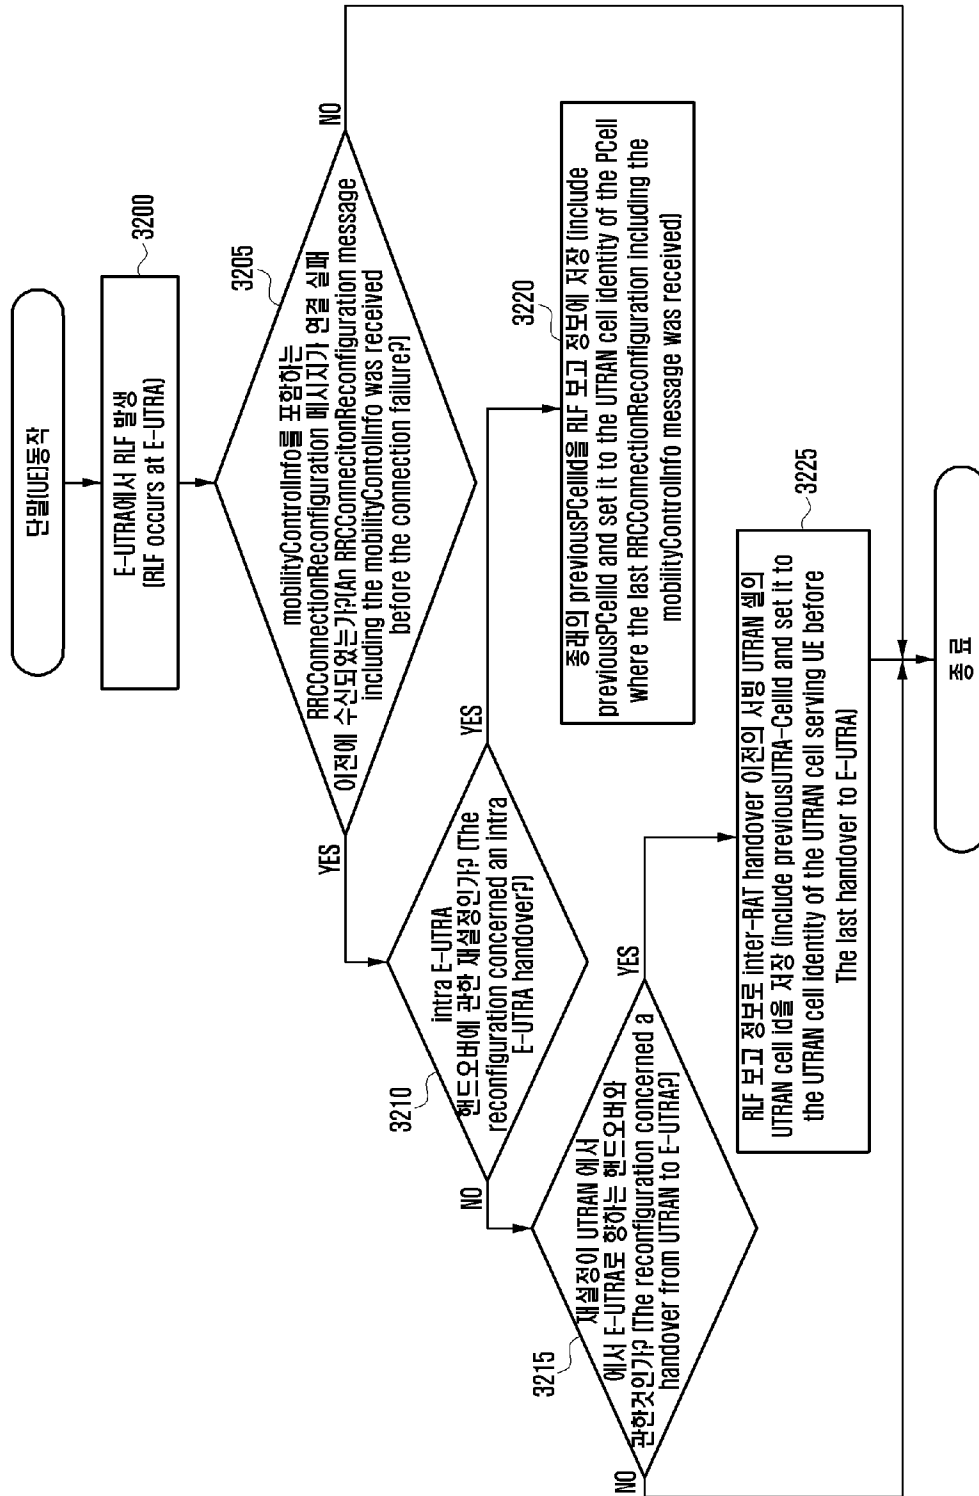 단말(UE)동작
E-UTRA에서 RLF 발생
(RLF occurs at E-UTRA)
3200
mobilityControlInfo를 포함하는
RRCConnectionReconfiguration 메시지가 연결 실패
이전에 수신되었는가?(An RRCConnecitonReconfiguration message
including the mobilityContolInfo was received
before the connection failure?)
3205
NO
YES
intra E-UTRA
핸드오버에 관한 재설정인가? (The
reconfiguration concerned an intra
E-UTRA handover?)
3210
YES
NO
종래의 previousPCellId을 RLF 보고 정보에 저장 (include
previousPCellId and set it to the UTRAN cell identity of the PCell
where the last RRCConnectionReconfiguration including the
mobilityControlInfo message was received)
3220
재설정이 UTRAN 에서
에서 E-UTRA로 향하는 핸드오버와
관한것인가? (The reconfiguration concerned a
handover from UTRAN to E-UTRA?)
3215
YES
NO
RLF 보고 정보로 inter-RAT handover 이전의 서빙 UTRAN 셀의
UTRAN cell id을 저장 (include previousUTRA-CellId and set it to
the UTRAN cell identity of the UTRAN cell serving UE before
The last handover to E-UTRA)
3225
종료